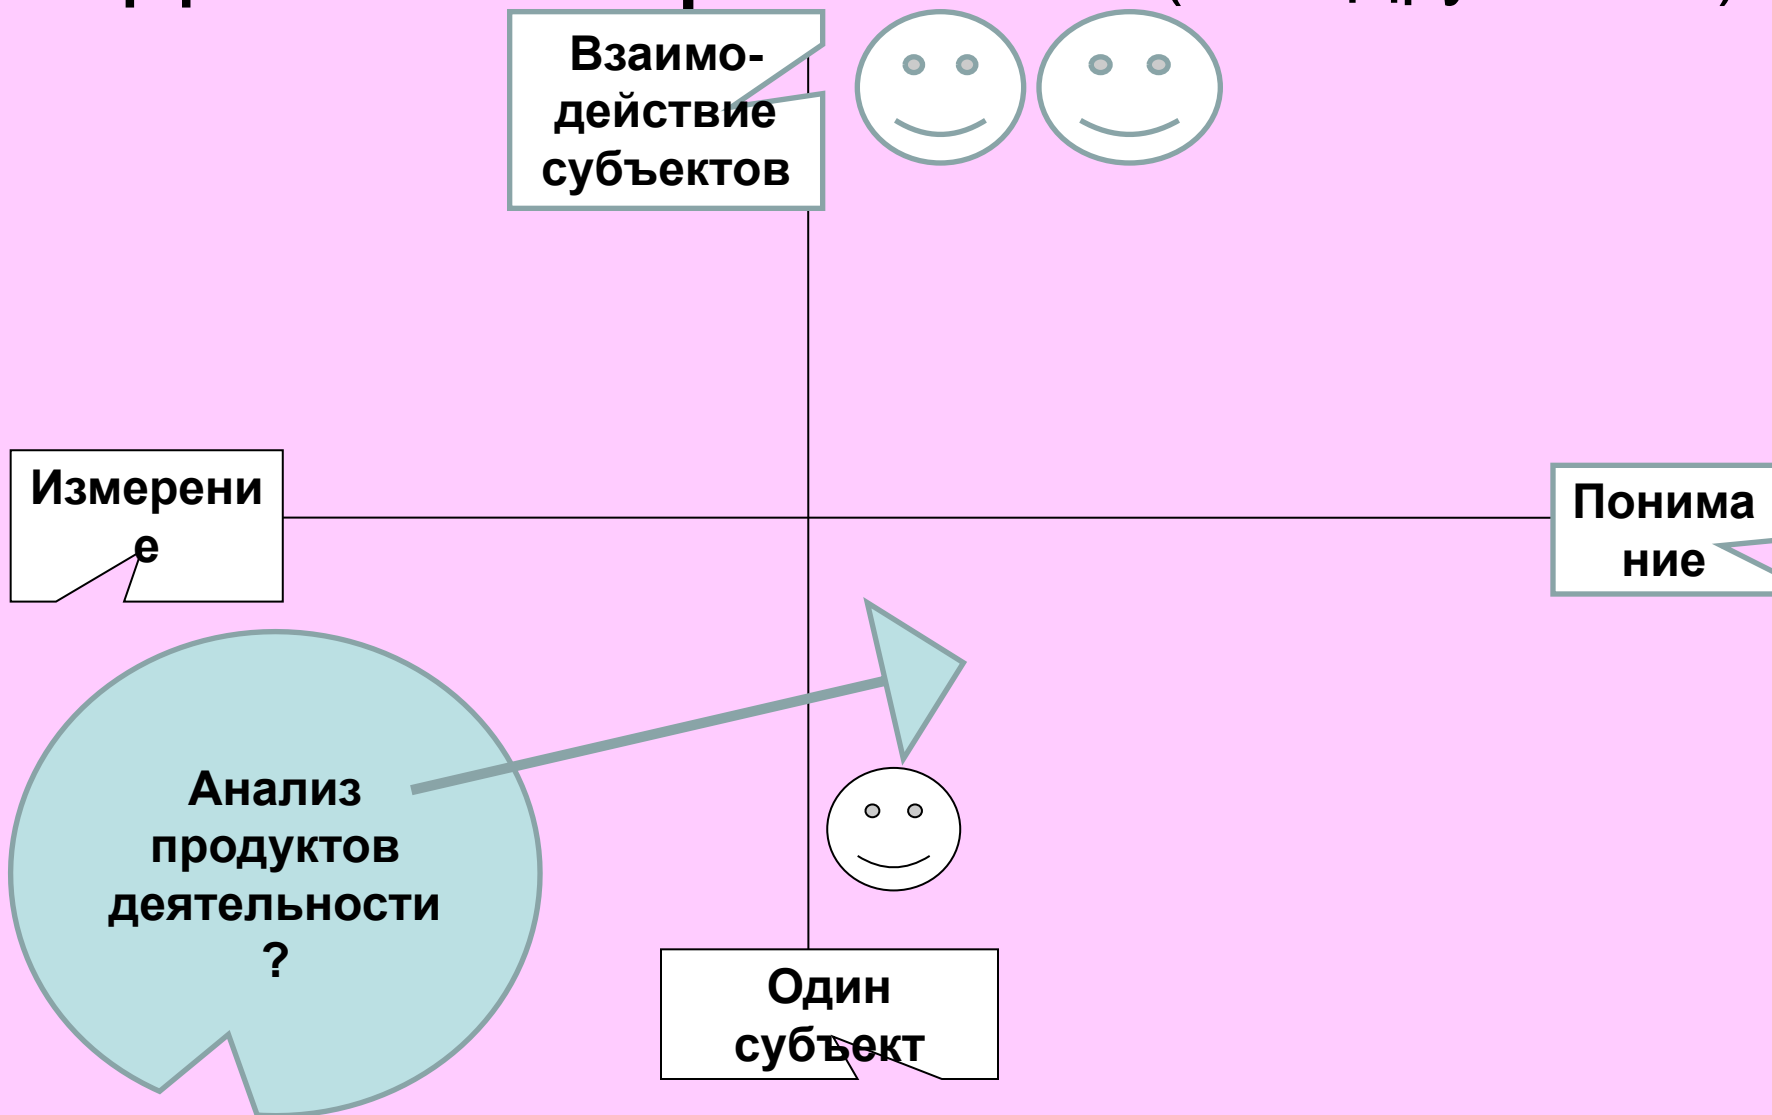 Взаимо-
действие
субъектов
Измерени
е
Понима
ние
Анализ
продуктов
деятельности
?
Один
субъект